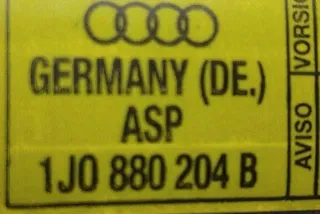 GERMANY (DE.)
ASP
1J0 880 204 B
AVISO
VORSI